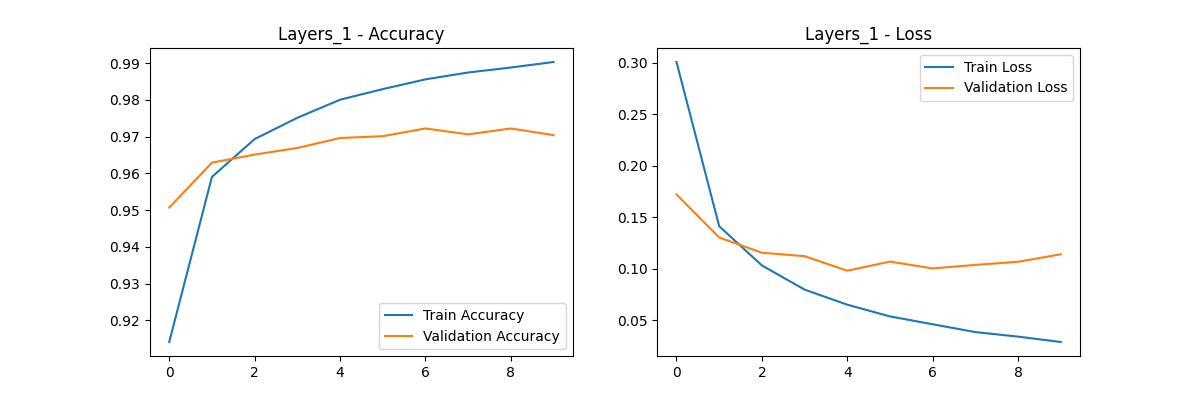 Layers_1 - Accuracy
0.99
0.98
0.97
0.96
0.95
0.94
0.93
0.92
Train Accuracy
Validation Accuracy
0 2 4 6 8
Layers_1 - Loss
0.30
0.25
0.20
0.15
0.10
0.05
Train Loss
Validation Loss
0 2 4 6 8